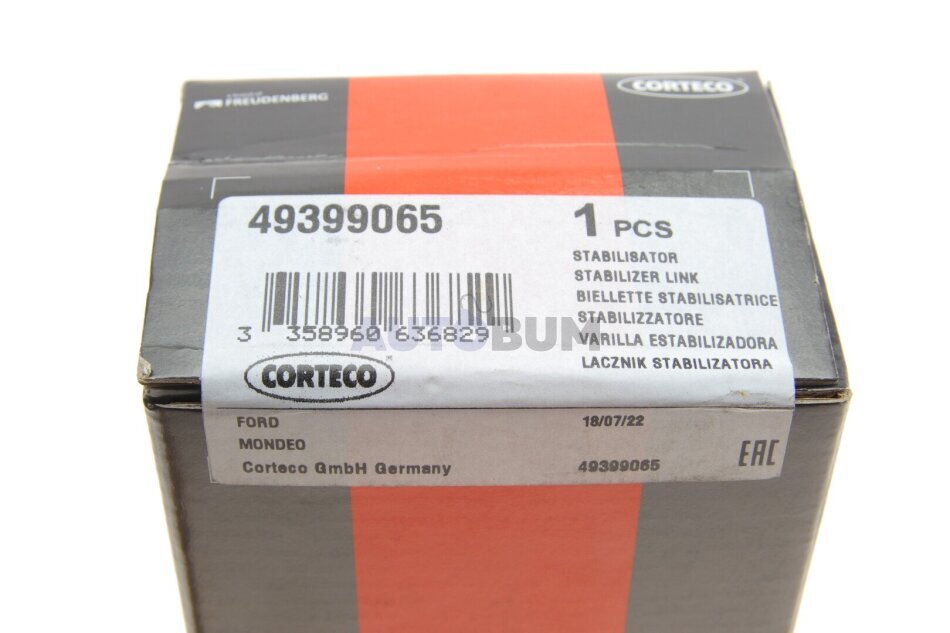 FREUDENBERG
CORTECO
49399065
1 PCS
STABILISATOR
STABILIZER LINK
BIELLETTE STABILISATRICE
STABILIZZATORE
VARILLA ESTABILIZADORA
LACZNIK STABILIZATORA
3 358960 636829
AUTOBUM
CORTECO
FORD
18/07/22
MONDEO
Corteco GmbH Germany
49399065
EAC